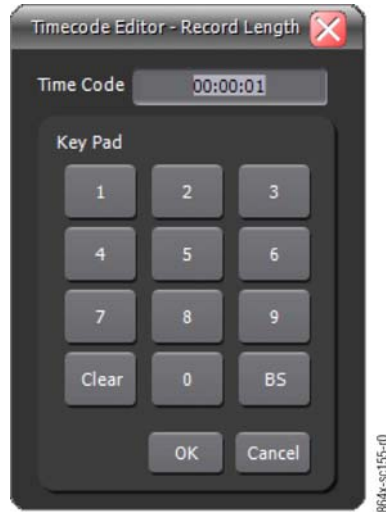 Timecode Editor - Record Length
Time Code 00:00:01
Key Pad
1 2 3
4 5 6
7 8 9
Clear 0 BS
OK Cancel
864x-sc155-r0